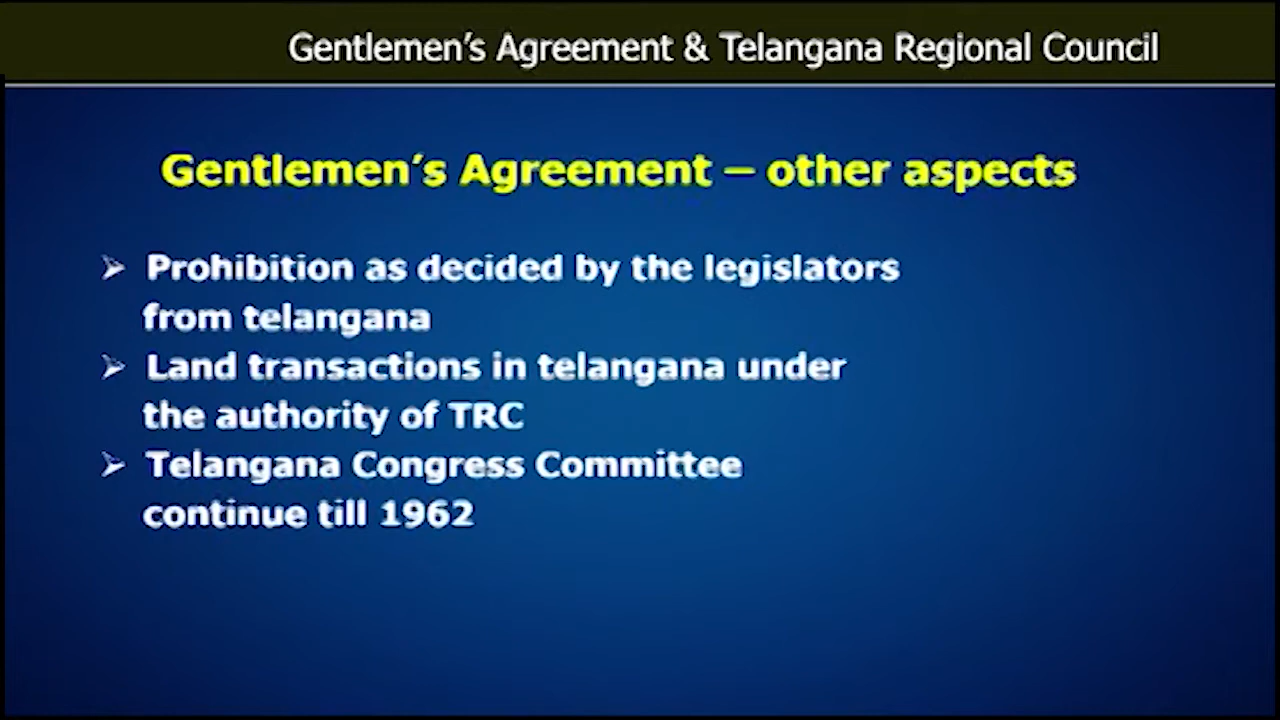 Gentlemen's Agreement & Telangana Regional Council
Gentlemen's Agreement – other aspects
➢ Prohibition as decided by the legislators
from telangana
➢ Land transactions in telangana under
the authority of TRC
➢ Telangana Congress Committee
continue till 1962